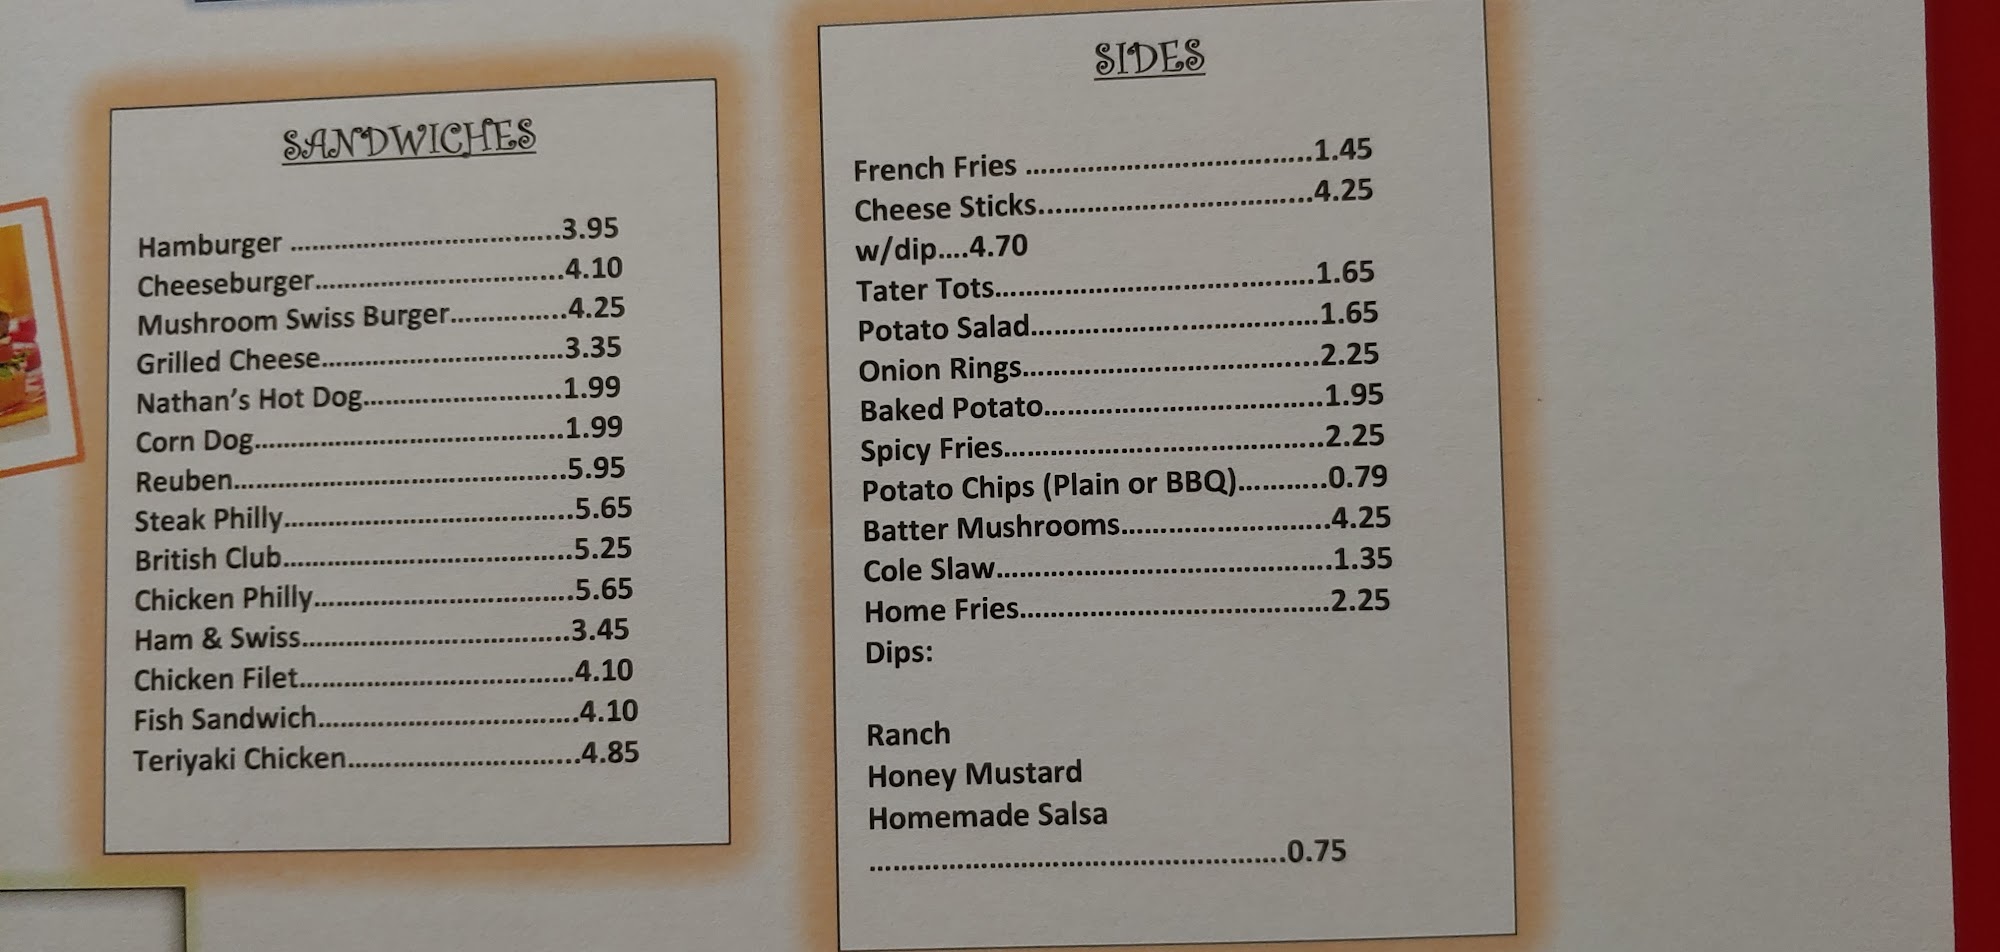 SANDWICHES
Hamburger ....................................3.95
Cheeseburger.................................4.10
Mushroom Swiss Burger...............4.25
Grilled Cheese................................3.35
Nathan's Hot Dog..........................1.99
Corn Dog.........................................1.99
Reuben............................................5.95
Steak Philly......................................5.65
British Club......................................5.25
Chicken Philly..................................5.65
Ham & Swiss...................................3.45
Chicken Filet....................................4.10
Fish Sandwich..................................4.10
Teriyaki Chicken..............................4.85
SIDES
French Fries .....................................1.45
Cheese Sticks...................................4.25
w/dip....4.70
Tater Tots.........................................1.65
Potato Salad.....................................1.65
Onion Rings......................................2.25
Baked Potato....................................1.95
Spicy Fries.........................................2.25
Potato Chips (Plain or BBQ)...........0.79
Batter Mushrooms..........................4.25
Cole Slaw..........................................1.35
Home Fries.......................................2.25
Dips:
Ranch
Honey Mustard
Homemade Salsa
....................................................0.75